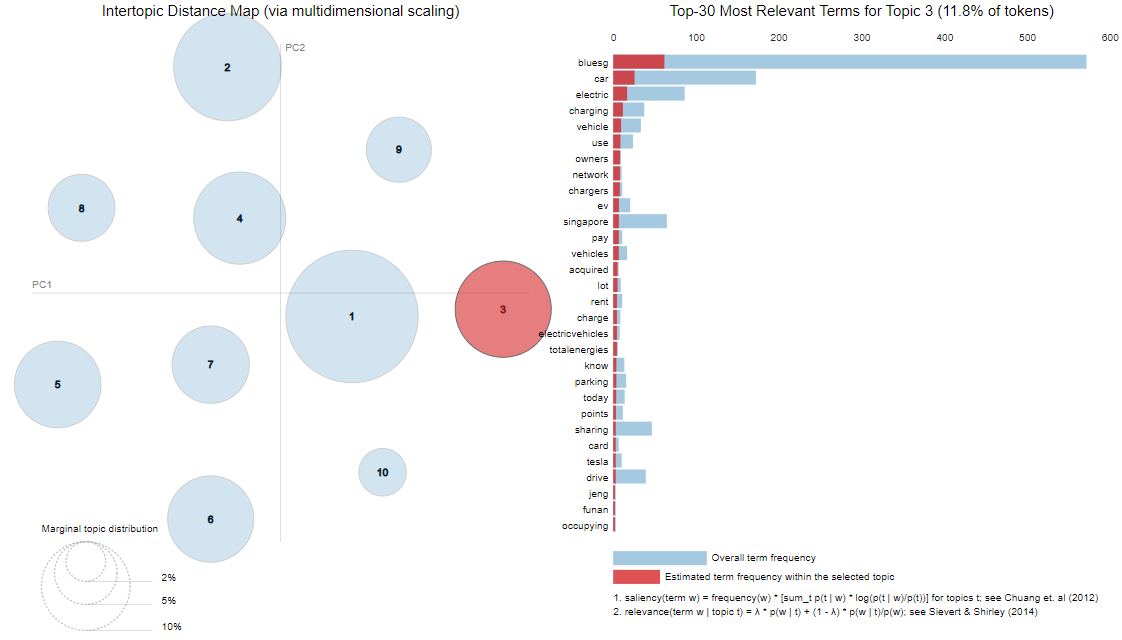 Intertopic Distance Map (via multidimensional scaling)
PC2
PC1
2
9
8
4
1
3
7
5
10
6
Marginal topic distribution
2%
5%
10%
Top-30 Most Relevant Terms for Topic 3 (11.8% of tokens)
0 100 200 300 400 500 600
bluesg
car
electric
charging
vehicle
use
owners
network
chargers
ev
singapore
pay
vehicles
acquired
lot
rent
charge
electricvehicles
totalenergies
know
parking
today
points
sharing
card
tesla
drive
jeng
funan
occupying
Overall term frequency
Estimated term frequency within the selected topic
1. saliency(term w) = frequency(w) * [sum_t p(t | w) * log(p(t | w)/p(t))] for topics t; see Chuang et. al (2012)
2. relevance(term w | topic t) = λ * p(w | t) + (1 - λ) * p(w | t)/p(w); see Sievert & Shirley (2014)